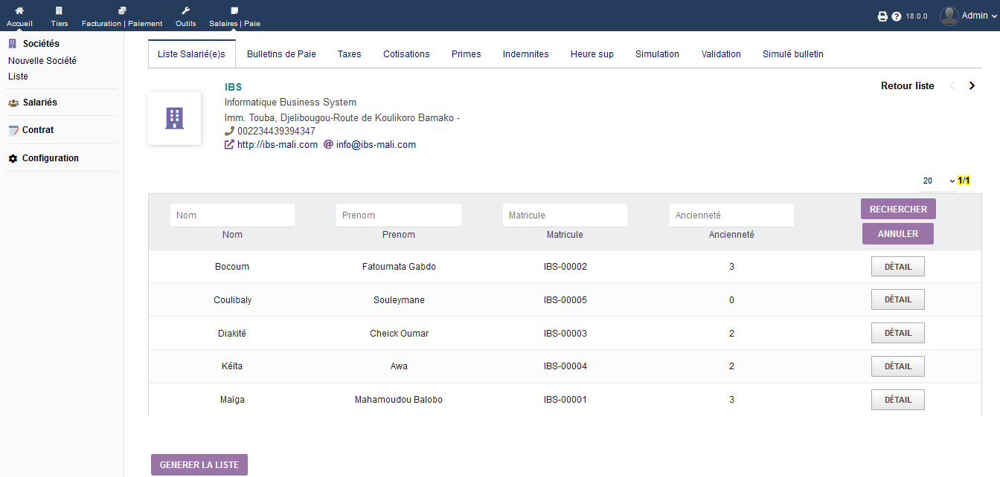 Accueil Tiers Facturation | Paiement Outils Salaires | Paie 18.0.0 Admin
Sociétés
Nouvelle Société
Liste
Salariés
Contrat
Configuration
Liste Salarié(e)s Bulletins de Paie Taxes Cotisations Primes Indemnites Heure sup Simulation Validation Simulé bulletin
IBS
Retour liste
Informatique Business System
Imm. Touba, Djelibougou-Route de Koulikoro Bamako -
002234439394347
http://ibs-mali.com info@ibs-mali.com
20 1/1
Nom Prenom Matricule Ancienneté RECHERCHER
Nom Prenom Matricule Ancienneté ANNULER
Bocoum Fatoumata Gabdo IBS-00002 3 DÉTAIL
Coulibaly Souleymane IBS-00005 0 DÉTAIL
Diakité Cheick Oumar IBS-00003 2 DÉTAIL
Kéïta Awa IBS-00004 2 DÉTAIL
Maïga Mahamoudou Balobo IBS-00001 3 DÉTAIL
GENERER LA LISTE